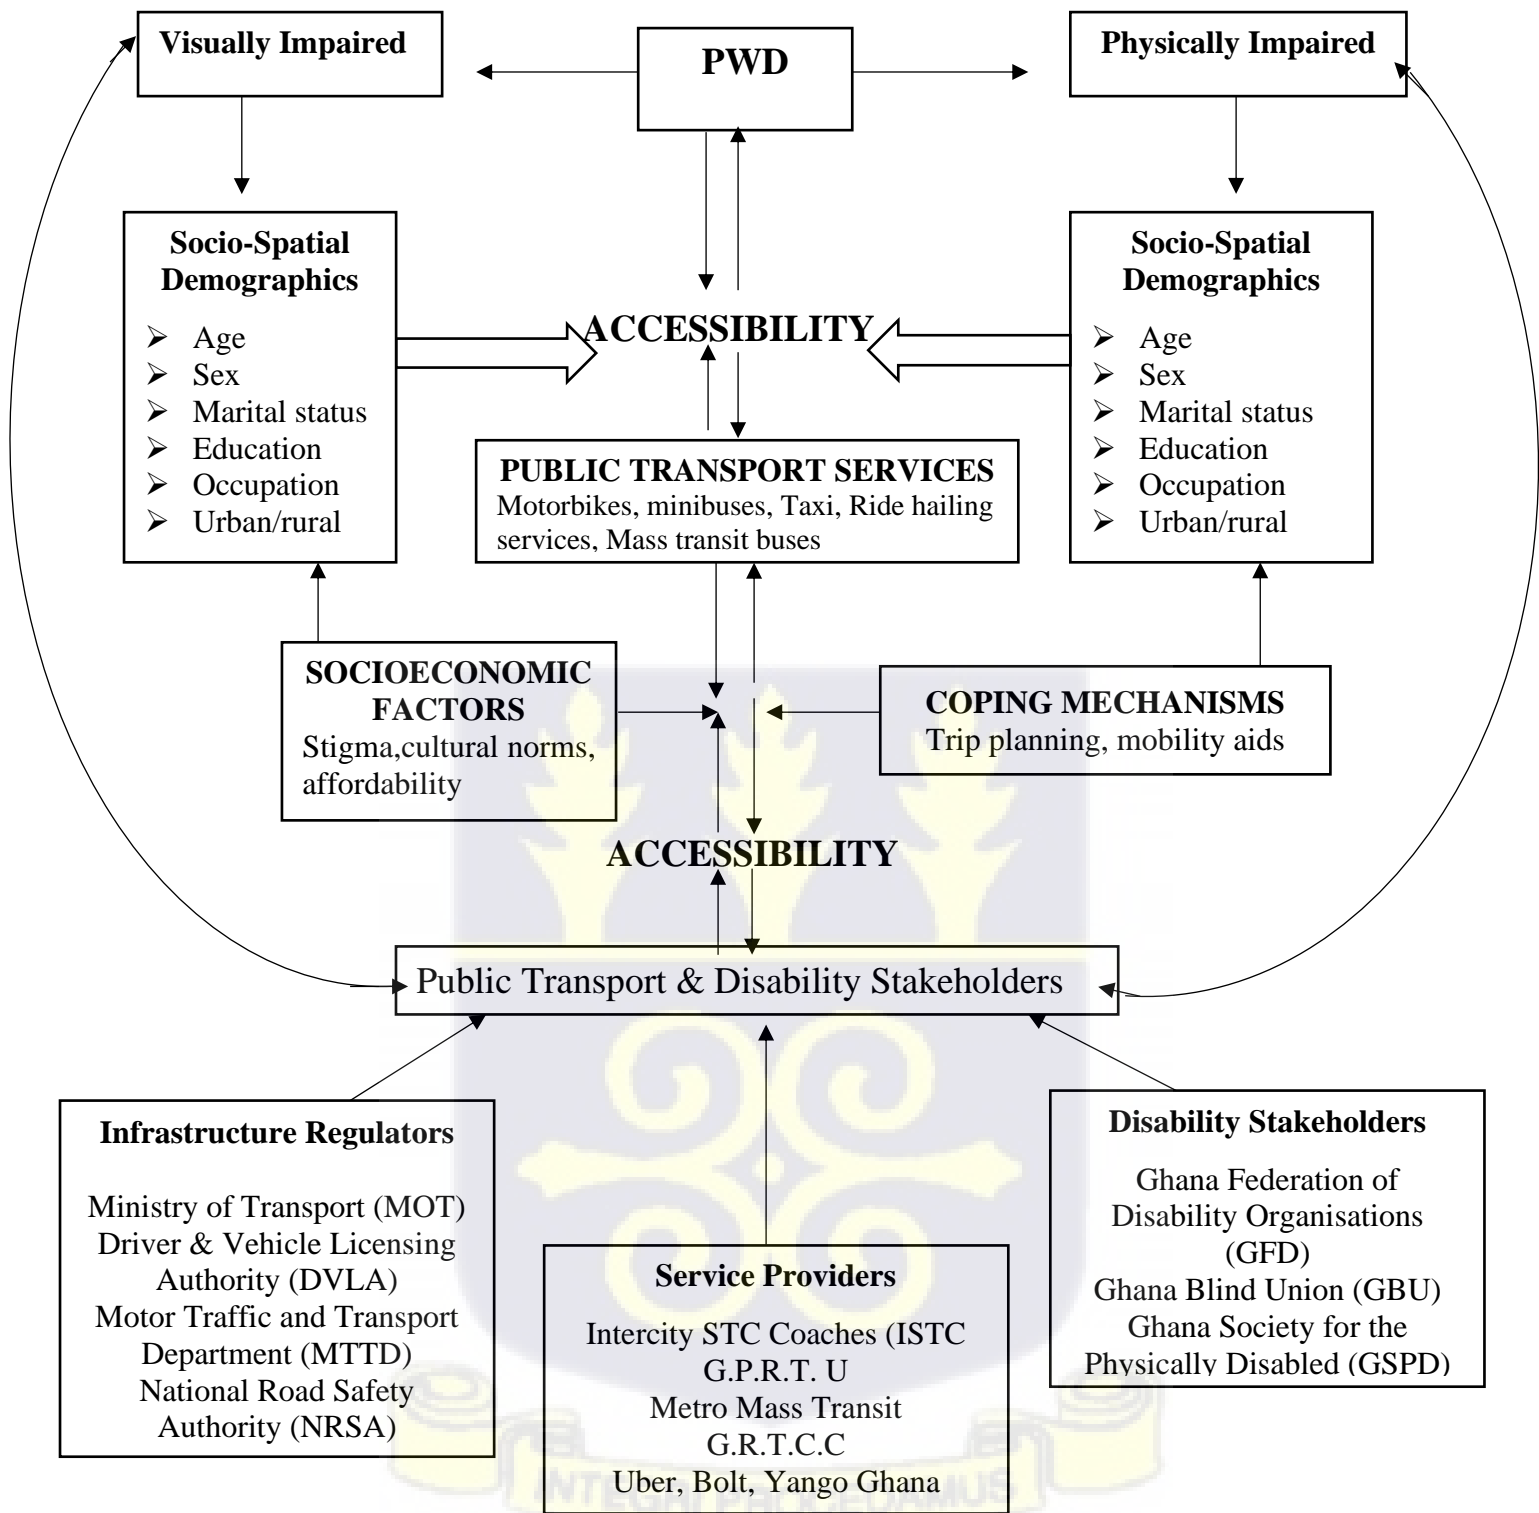 Visually Impaired
PWD
Physically Impaired
Socio-Spatial
Demographics
➢ Age
➢ Sex
➢ Marital status
➢ Education
➢ Occupation
➢ Urban/rural
ACCESSIBILITY
Socio-Spatial
Demographics
➢ Age
➢ Sex
➢ Marital status
➢ Education
➢ Occupation
➢ Urban/rural
PUBLIC TRANSPORT SERVICES
Motorbikes, minibuses, Taxi, Ride hailing
services, Mass transit buses
SOCIOECONOMIC
FACTORS
Stigma,cultural norms,
affordability
COPING MECHANISMS
Trip planning, mobility aids
ACCESSIBILITY
Public Transport & Disability Stakeholders
Infrastructure Regulators
Ministry of Transport (MOT)
Driver & Vehicle Licensing
Authority (DVLA)
Motor Traffic and Transport
Department (MTTD)
National Road Safety
Authority (NRSA)
Service Providers
Intercity STC Coaches (ISTC
G.P.R.T. U
Metro Mass Transit
G.R.T.C.C
Uber, Bolt, Yango Ghana
Disability Stakeholders
Ghana Federation of
Disability Organisations
(GFD)
Ghana Blind Union (GBU)
Ghana Society for the
Physically Disabled (GSPD)
INTEGRI PROCEDAMUS